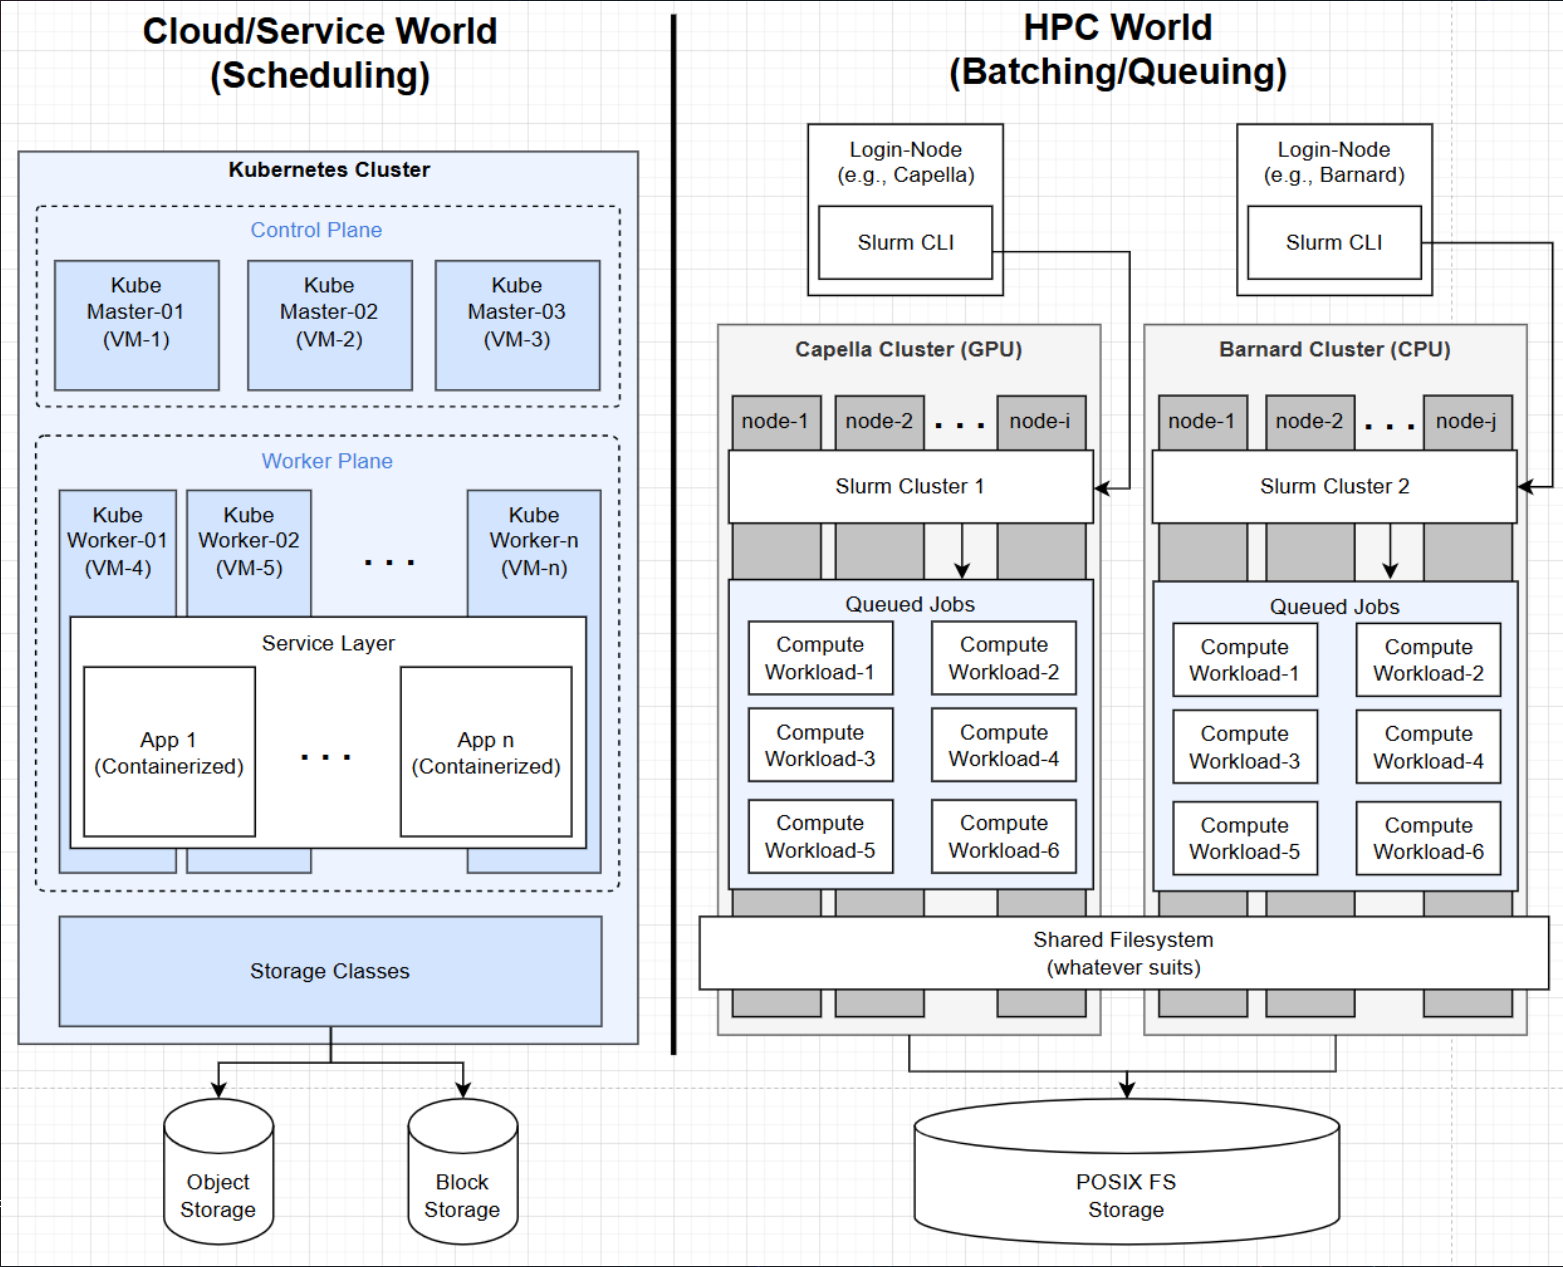 Cloud/Service World
(Scheduling)
Kubernetes Cluster
Control Plane
Kube
Master-01
(VM-1)
Kube
Master-02
(VM-2)
Kube
Master-03
(VM-3)
Worker Plane
Kube
Worker-01
(VM-4)
Kube
Worker-02
(VM-5)
. . .
Kube
Worker-n
(VM-n)
Service Layer
App 1
(Containerized)
. . .
App n
(Containerized)
Storage Classes
Object
Storage
Block
Storage
HPC World
(Batching/Queuing)
Login-Node
(e.g., Capella)
Slurm CLI
Login-Node
(e.g., Barnard)
Slurm CLI
Capella Cluster (GPU)
node-1
node-2
. . .
node-i
Slurm Cluster 1
Queued Jobs
Compute
Workload-1
Compute
Workload-2
Compute
Workload-3
Compute
Workload-4
Compute
Workload-5
Compute
Workload-6
Barnard Cluster (CPU)
node-1
node-2
. . .
node-j
Slurm Cluster 2
Queued Jobs
Compute
Workload-1
Compute
Workload-2
Compute
Workload-3
Compute
Workload-4
Compute
Workload-5
Compute
Workload-6
Shared Filesystem
(whatever suits)
POSIX FS
Storage